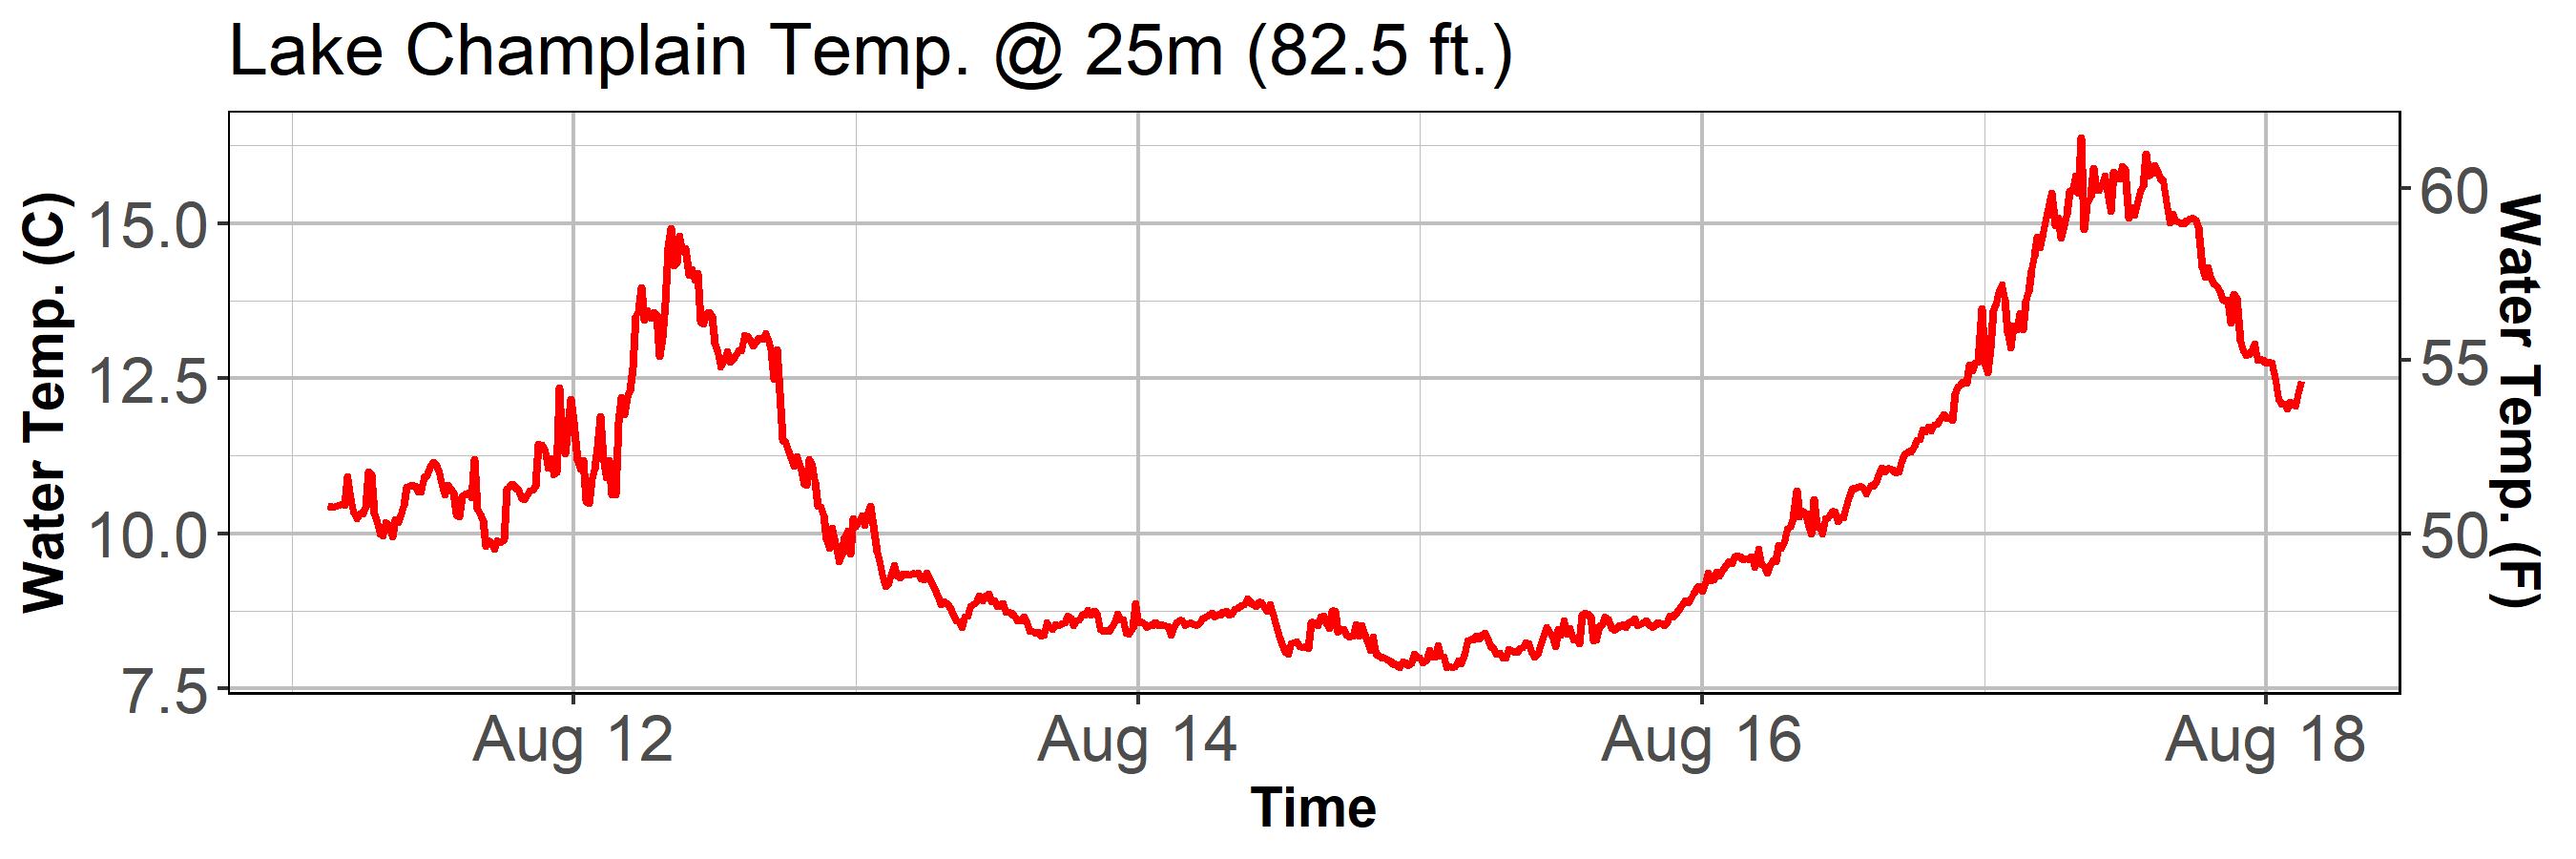 Lake Champlain Temp. @ 25m (82.5 ft.)
Water Temp. (C)
15.0
12.5
10.0
7.5
60
55
50
Water Temp. (F)
Aug 12
Aug 14
Aug 16
Aug 18
Time